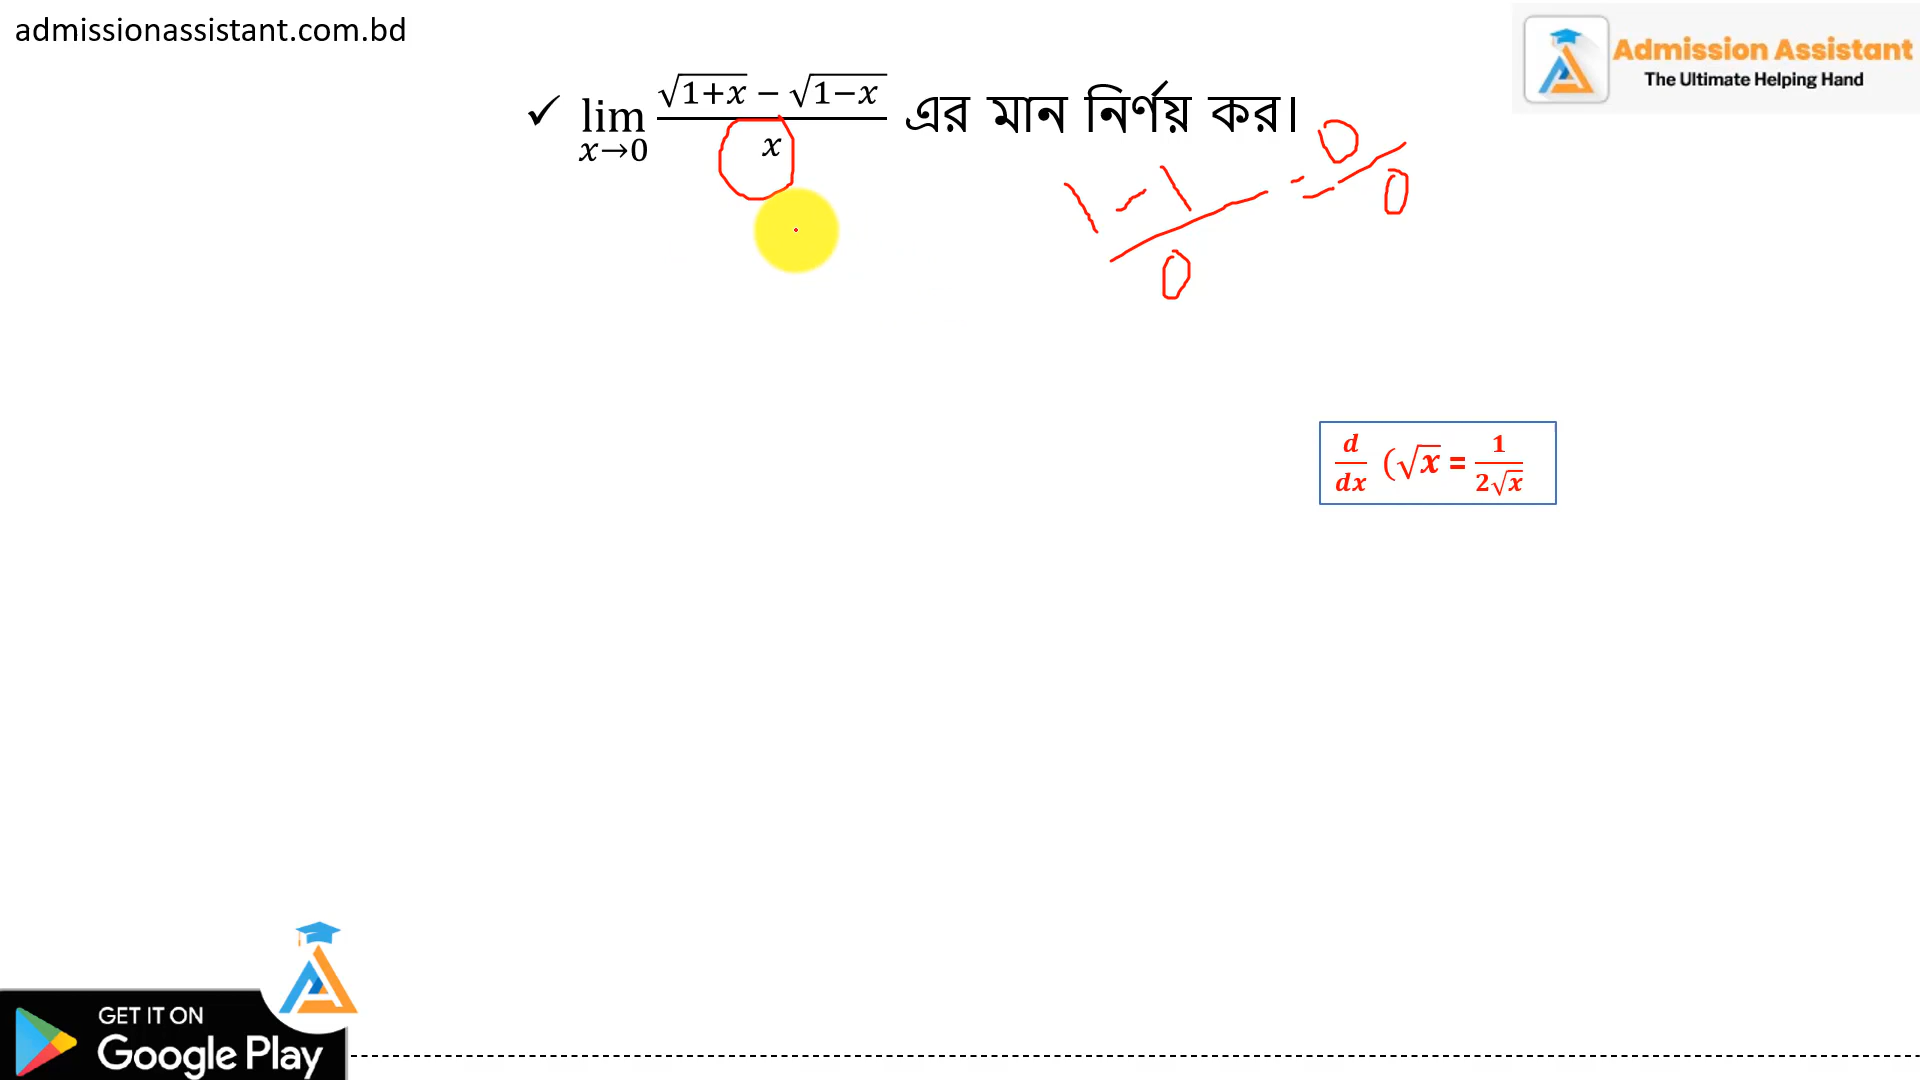 admissionassistant.com.bd
Admission Assistant
The Ultimate Helping Hand
✓ lim x→0 (√1+x − √1−x)/x এর মান নির্ণয় কর।
1 - 1 / 0 = 0 / 0
d/dx (√x = 1/2√x
GET IT ON
Google Play